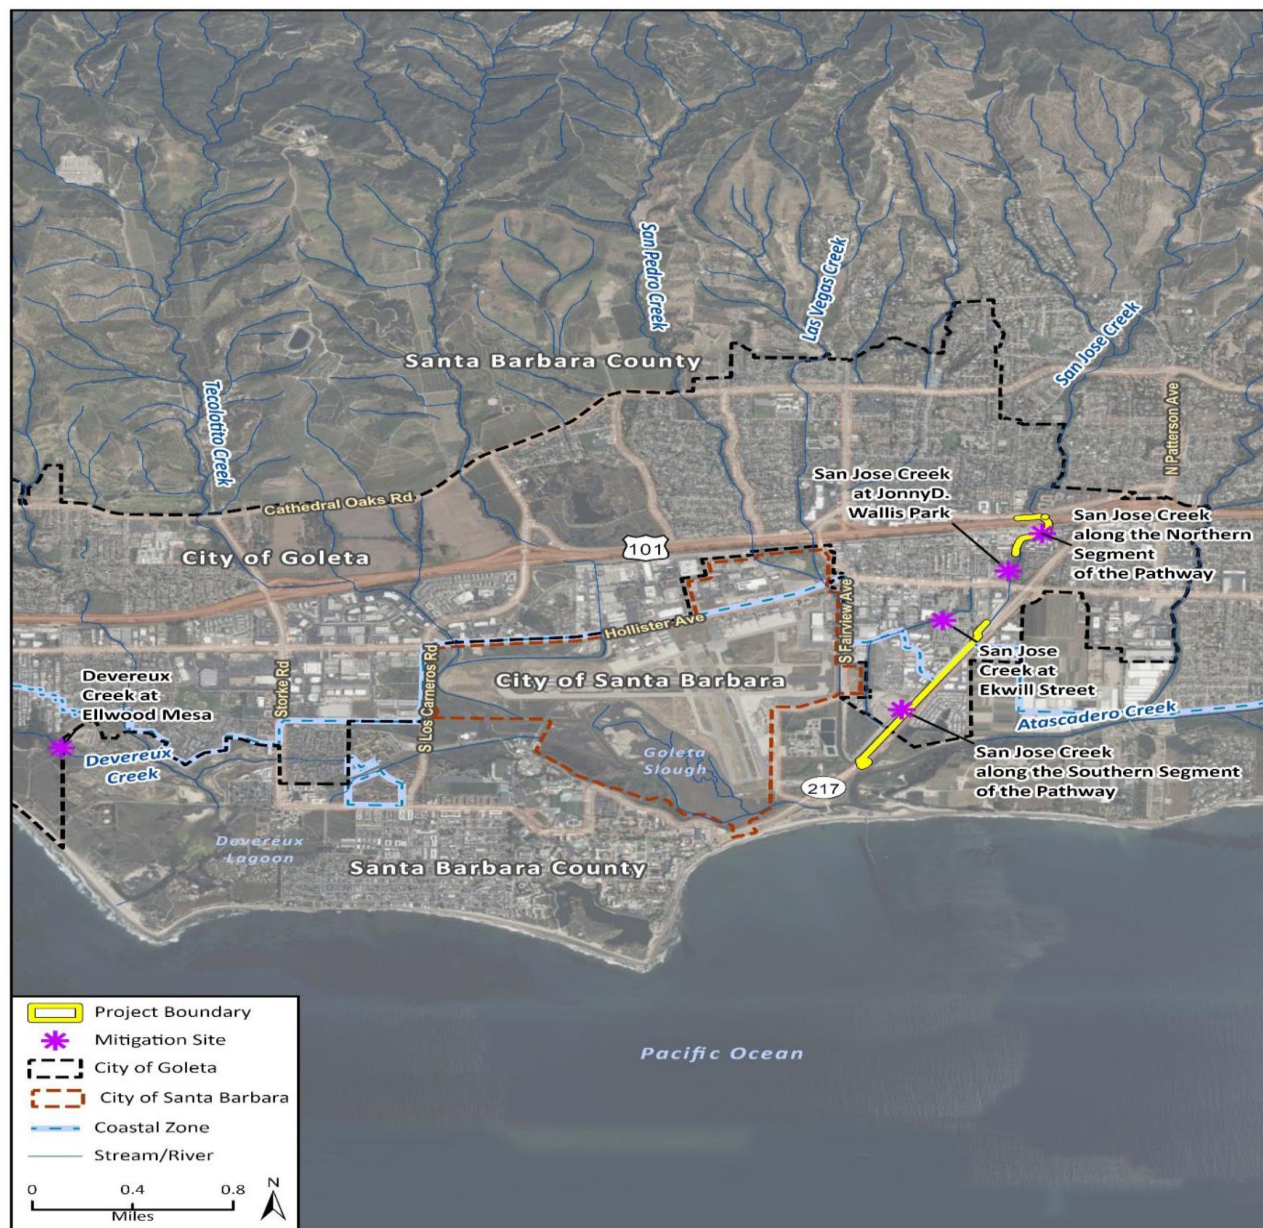 San Pedro Creek
Las Vegas Creek
San Jose Creek
Santa Barbara County
Tecolotito Creek
N Patterson Ave
San Jose Creek
at JonnyD.
Wallis Park
Cathedral Oaks Rd.
San Jose Creek
along the Northern
Segment
of the Pathway
101
City of Goleta
Hollister Ave
S Fairview Ave
San Jose
Creek at
Ekwill Street
Devereux
Creek at
Ellwood Mesa
Storke Rd
S Los Carneros Rd
City of Santa Barbara
Atascadero Creek
Devereux
Creek
Goleta
Slough
San Jose Creek
along the Southern Segment
of the Pathway
217
Devereux
Lagoon
Santa Barbara County
Pacific Ocean
Project Boundary
Mitigation Site
City of Goleta
City of Santa Barbara
Coastal Zone
Stream/River
0 0.4 0.8
Miles
N